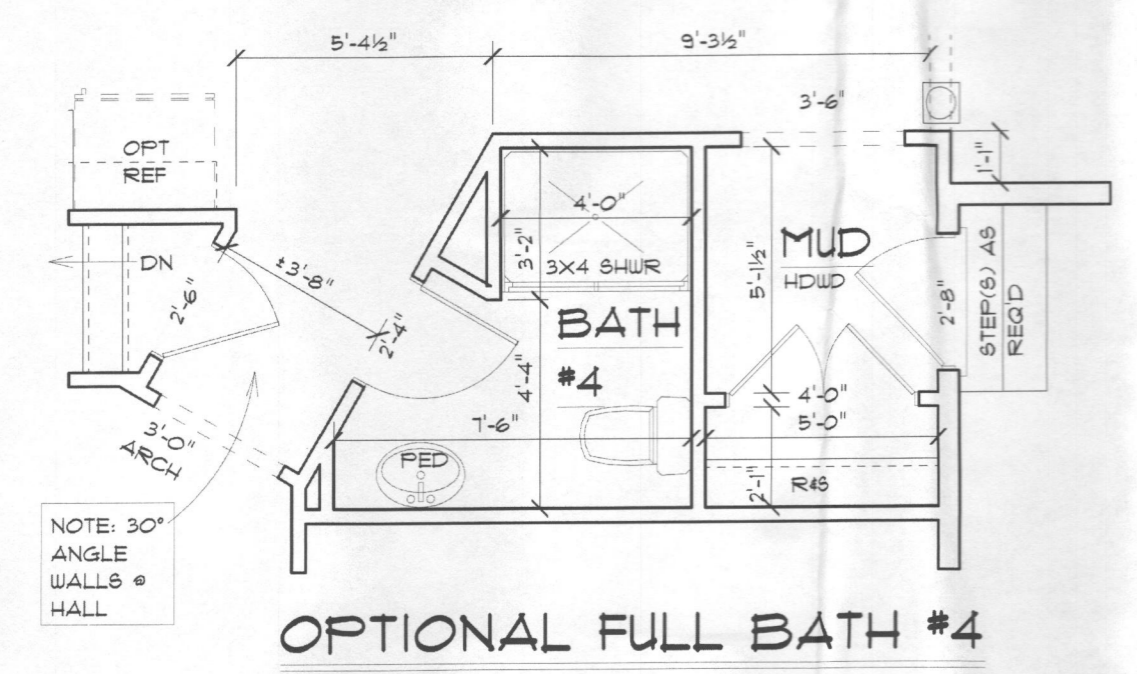 5'-4½"
9'-3½"
3'-6"
1'-1"
OPT
REF
4'-0"
3'-2"
3X4 SHWR
MUD
HDWD
5'-1½"
STEP(S) AS
REQ'D
2'-8"
DN
2'-6"
±3'-8"
2'-4"
BATH
#4
4'-4"
4'-0"
5'-0"
7'-6"
3'-0"
ARCH
PED
2'-1"
R&S
NOTE: 30°
ANGLE
WALLS @
HALL
OPTIONAL FULL BATH #4